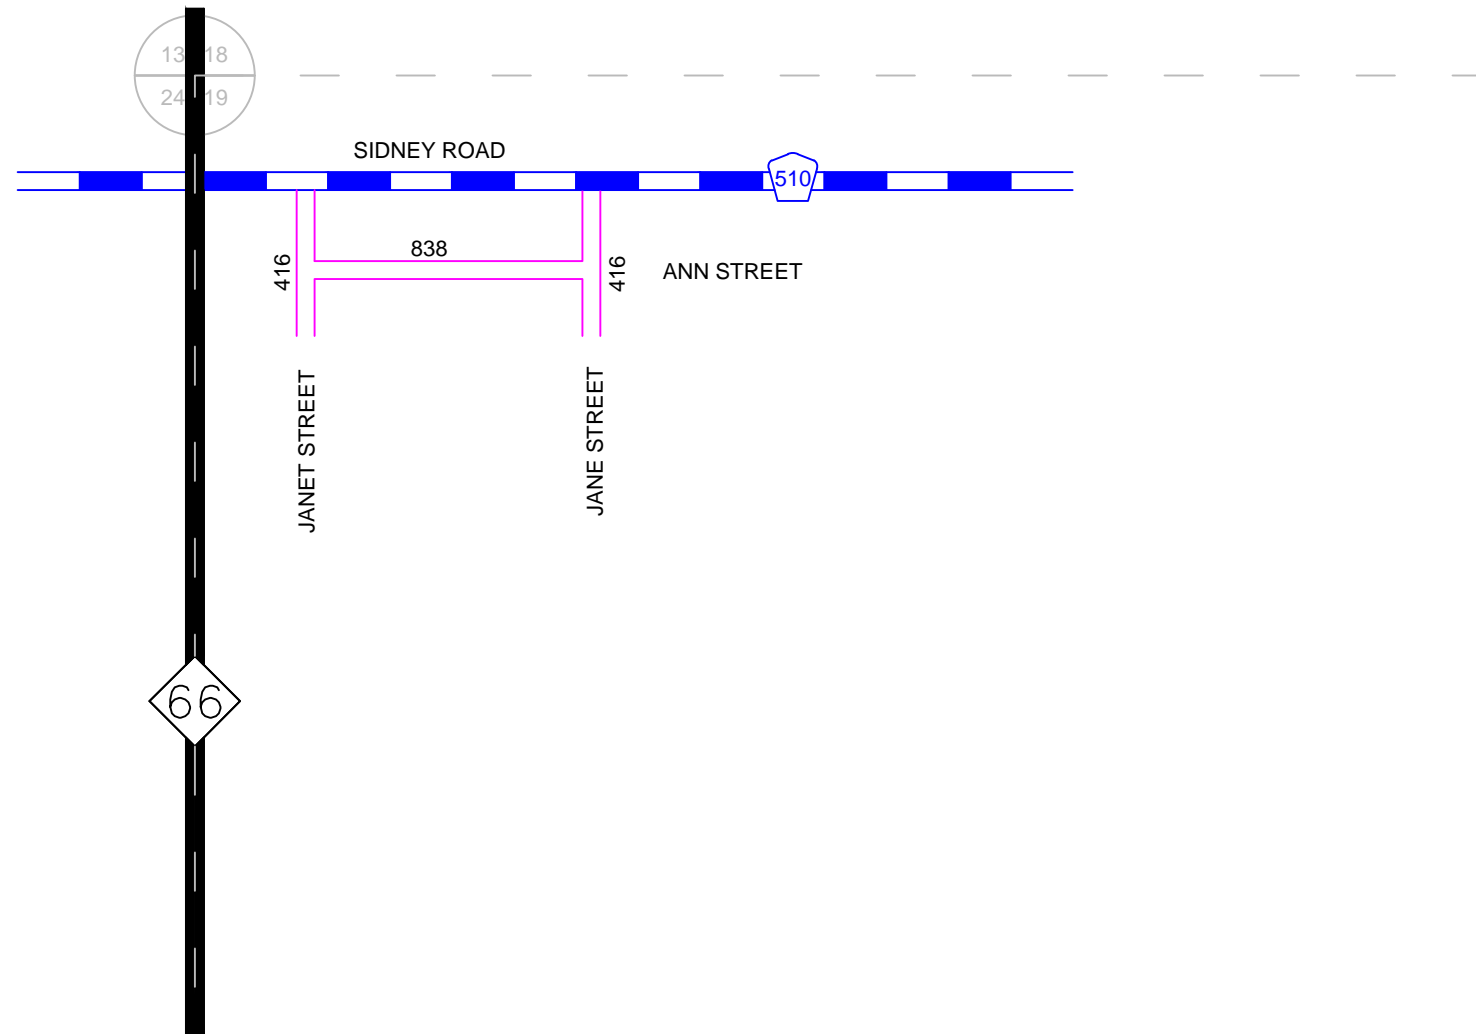 13 18
24 19
SIDNEY ROAD
510
838
416
416
ANN STREET
JANET STREET
JANE STREET
66